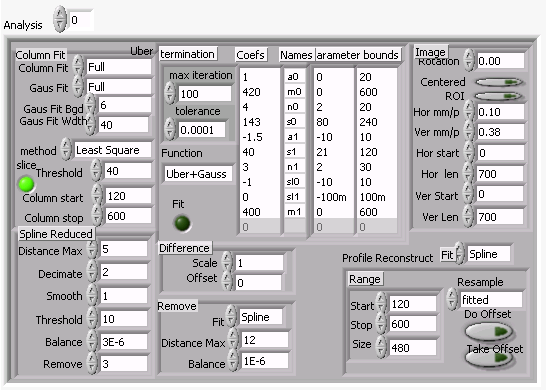 Analysis 0
Column Fit
Uber
Column Fit Full
Gaus Fit Full
Gaus Fit Bgd 6
Gaus Fit Wdth 40
method Least Square
slice
Threshold 40
Column start 120
Column stop 600
termination
max iteration
100
tolerance
0.0001
Function
Uber+Gauss
Fit
Coefs Names arameter bounds
1 a0 0 20
420 m0 0 600
4 n0 2 20
143 s0 80 240
-1.5 a1 -10 10
40 s1 21 120
3 n1 2 30
-1 sl0 -10 10
0 sl1 -100m 100m
400 m1 0 600
0 0 0
Image
Rotation 0.00
Centered
ROI
Hor mm/p 0.10
Ver mm/p 0.38
Hor start 0
Hor len 700
Ver Start 0
Ver Len 700
Spline Reduced
Distance Max 5
Decimate 2
Smooth 1
Threshold 10
Balance 3E-6
Remove 3
Difference
Scale 1
Offset 0
Remove
Fit Spline
Distance Max 12
Balance 1E-6
Profile Reconstruct Fit Spline
Range
Start 120
Stop 600
Size 480
Resample
fitted
Do Offset
Take Offset